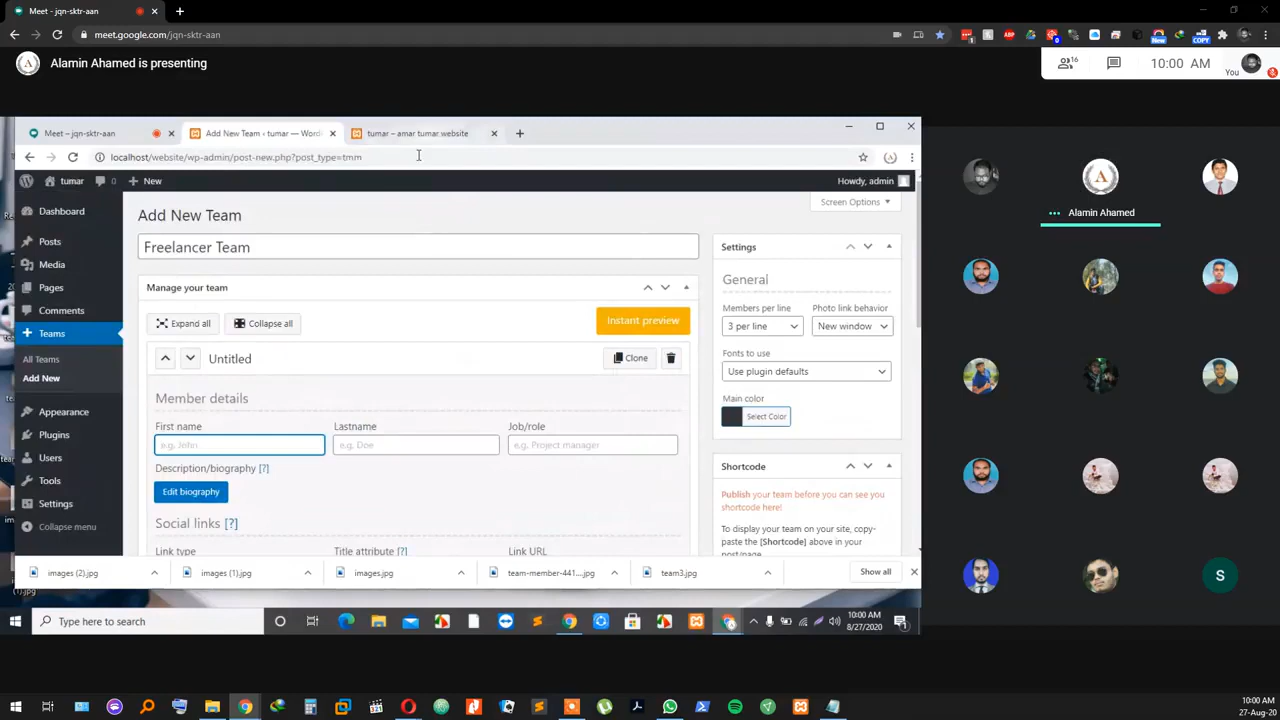 Meet - jqn-sktr-aan
meet.google.com/jqn-sktr-aan
New
COPY
Alamin Ahamed is presenting
16
10:00 AM
You
Meet – jqn-sktr-aan
Add New Team ‹ tumar — Word
tumar – amar tumar website
localhost/website/wp-admin/post-new.php?post_type=tmm
tumar
0
New
Howdy, admin
Dashboard
Posts
Media
Pages
Comments
Teams
All Teams
Add New
Appearance
Plugins
Users
Tools
Settings
Collapse menu
Add New Team
Screen Options
Freelancer Team
Manage your team
Expand all
Collapse all
Instant preview
Untitled
Clone
Member details
First name
Lastname
Job/role
e.g. John
e.g. Doe
e.g. Project manager
Description/biography [?]
Edit biography
Social links [?]
Link type
Title attribute [?]
Link URL
Settings
General
Members per line
Photo link behavior
3 per line
New window
Fonts to use
Use plugin defaults
Main color
Select Color
Shortcode
Publish your team before you can see you
shortcode here!
To display your team on your site, copy-
paste the [Shortcode] above in your
post/page.
images (2).jpg
images (1).jpg
images.jpg
team-member-441....jpg
team3.jpg
Show all
(1).jpg
Type here to search
10:00 AM
8/27/2020
1
Alamin Ahamed
S
10:00 AM
27-Aug-20